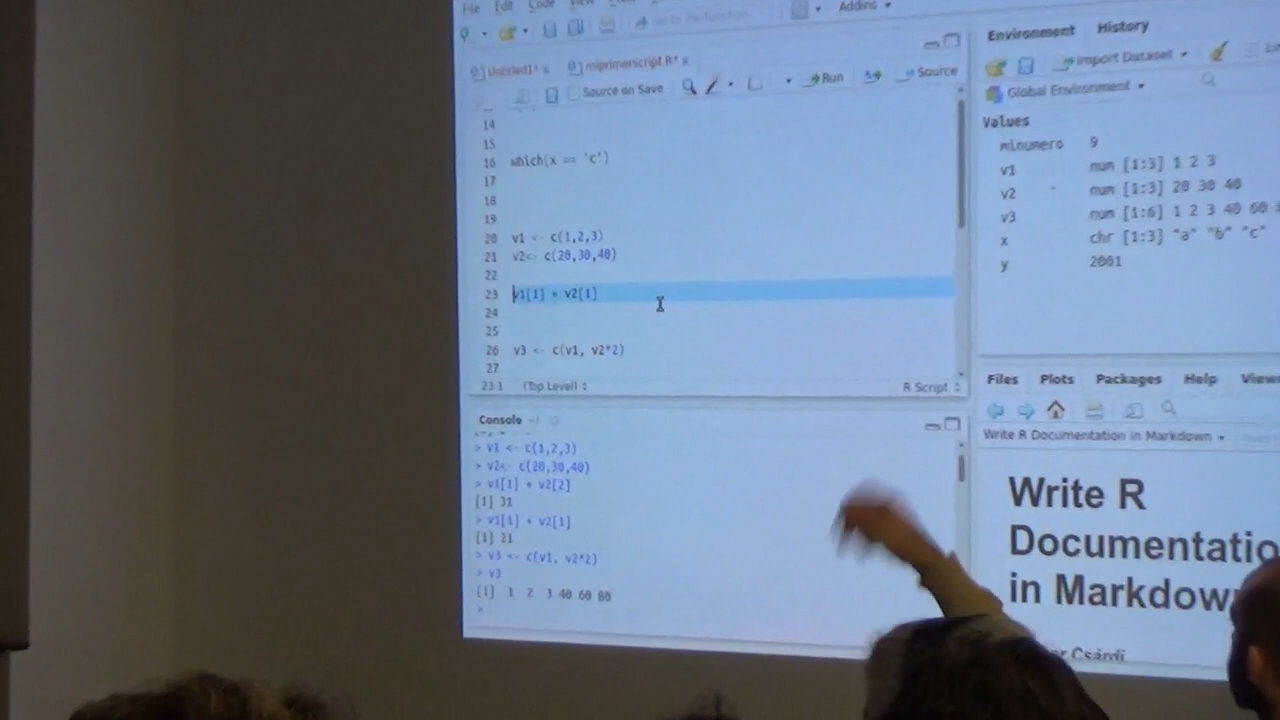 File Edit Code View
Go to file/function
Addins
Untitled1*
miprimerscript.R*
Source on Save
Run
Source
14
15
16 which(x == 'c')
17
18
19
20 v1 <- c(1,2,3)
21 v2<- c(20,30,40)
22
23 v1[1] + v2[1]
24
25
26 v3 <- c(v1, v2*2)
27
23:1 (Top Level)
R Script
Console ~/
> v1 <- c(1,2,3)
> v2<- c(20,30,40)
> v1[1] + v2[2]
[1] 31
> v1[1] + v2[1]
[1] 21
> v3 <- c(v1, v2*2)
> v3
[1] 1 2 3 40 60 80
>
Environment History
Import Dataset
Global Environment
Values
minumero 9
v1 num [1:3] 1 2 3
v2 num [1:3] 20 30 40
v3 num [1:6] 1 2 3 40 60
x chr [1:3] "a" "b" "c"
y 2001
Files Plots Packages Help Viewe
Write R Documentation in Markdown
Write R
Documentatio
in Markdow
Csárdi